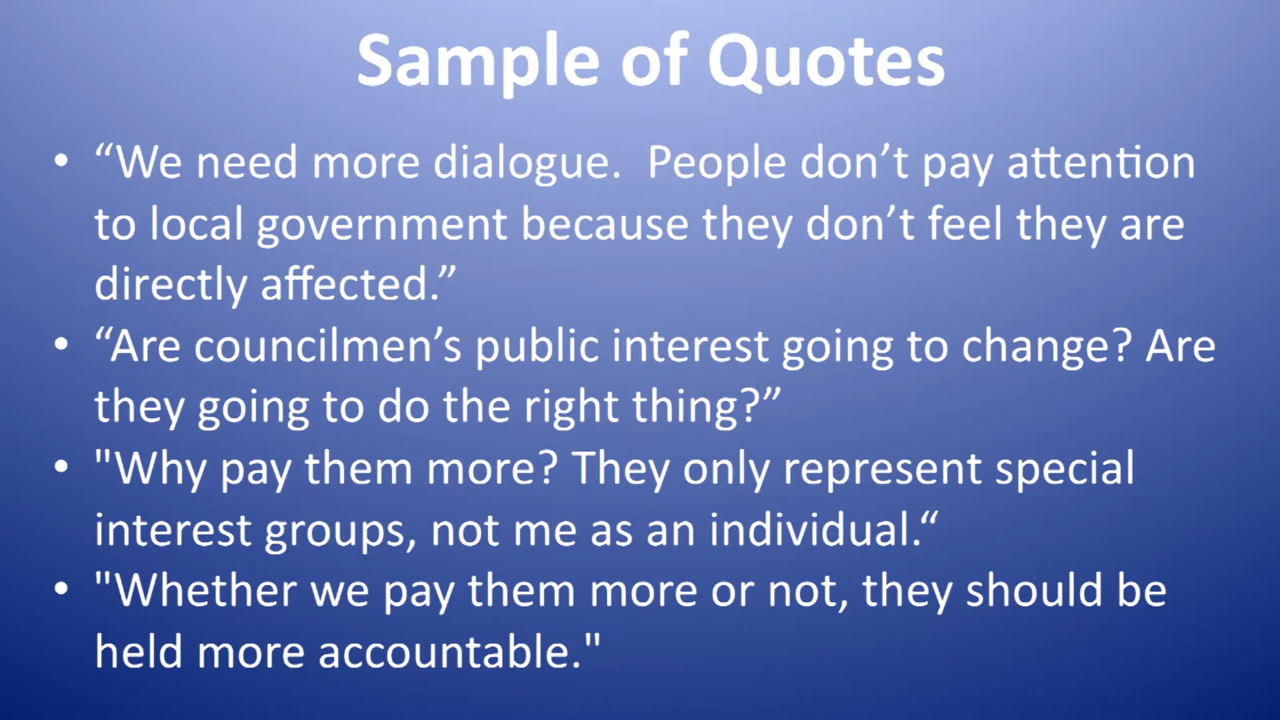 Sample of Quotes
• “We need more dialogue.  People don’t pay attention
to local government because they don’t feel they are
directly affected.”
• “Are councilmen’s public interest going to change? Are
they going to do the right thing?”
• "Why pay them more? They only represent special
interest groups, not me as an individual.“
• "Whether we pay them more or not, they should be
held more accountable."